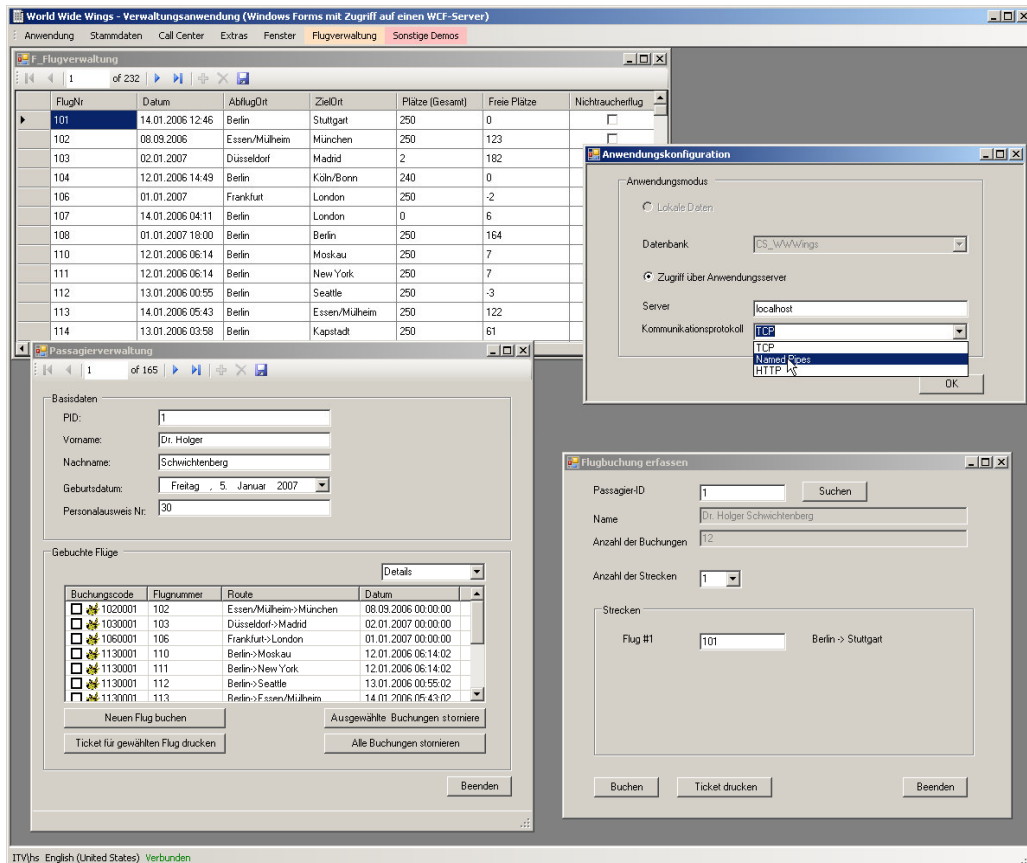 World Wide Wings - Verwaltungsanwendung (Windows Forms mit Zugriff auf einen WCF-Server)
Anwendung Stammdaten Call Center Extras Fenster Flugverwaltung Sonstige Demos
F_Flugverwaltung
1 of 232
FlugNr Datum AbflugOrt ZielOrt Plätze (Gesamt) Freie Plätze Nichtraucherflug
101 14.01.2006 12:46 Berlin Stuttgart 250 0
102 08.09.2006 Essen/Mülheim München 250 123
103 02.01.2007 Düsseldorf Madrid 2 182
104 12.01.2006 14:49 Berlin Köln/Bonn 240 0
106 01.01.2007 Frankfurt London 250 -2
107 14.01.2006 04:11 Berlin London 0 6
108 01.01.2007 18:00 Berlin Berlin 250 164
110 12.01.2006 06:14 Berlin Moskau 250 7
111 12.01.2006 06:14 Berlin New York 250 7
112 13.01.2006 00:55 Berlin Seattle 250 -3
113 14.01.2006 05:43 Berlin Essen/Mülheim 250 122
114 13.01.2006 03:58 Berlin Kapstadt 250 61
Anwendungskonfiguration
Anwendungsmodus
Lokale Daten
Datenbank CS_WWWings
Zugriff über Anwendungsserver
Server localhost
Kommunikationsprotokoll TCP
TCP
Named Pipes
HTTP
OK
Passagierverwaltung
1 of 165
Basisdaten
PID: 1
Vorname: Dr. Holger
Nachname: Schwichtenberg
Geburtsdatum: Freitag , 5. Januar 2007
Personalausweis Nr: 30
Gebuchte Flüge
Details
Buchungscode Flugnummer Route Datum
1020001 102 Essen/Mülheim->München 08.09.2006 00:00:00
1030001 103 Düsseldorf->Madrid 02.01.2007 00:00:00
1060001 106 Frankfurt->London 01.01.2007 00:00:00
1130001 110 Berlin->Moskau 12.01.2006 06:14:02
1130001 111 Berlin->New York 12.01.2006 06:14:02
1130001 112 Berlin->Seattle 13.01.2006 00:55:02
1130001 113 Berlin->Essen/Mülheim 14.01.2006 05:43:02
Neuen Flug buchen Ausgewählte Buchungen storniere
Ticket für gewählten Flug drucken Alle Buchungen stornieren
Beenden
Flugbuchung erfassen
Passagier-ID 1 Suchen
Name Dr. Holger Schwichtenberg
Anzahl der Buchungen 12
Anzahl der Strecken 1
Strecken
Flug #1 101 Berlin -> Stuttgart
Buchen Ticket drucken Beenden
ITV\hs English (United States) Verbunden